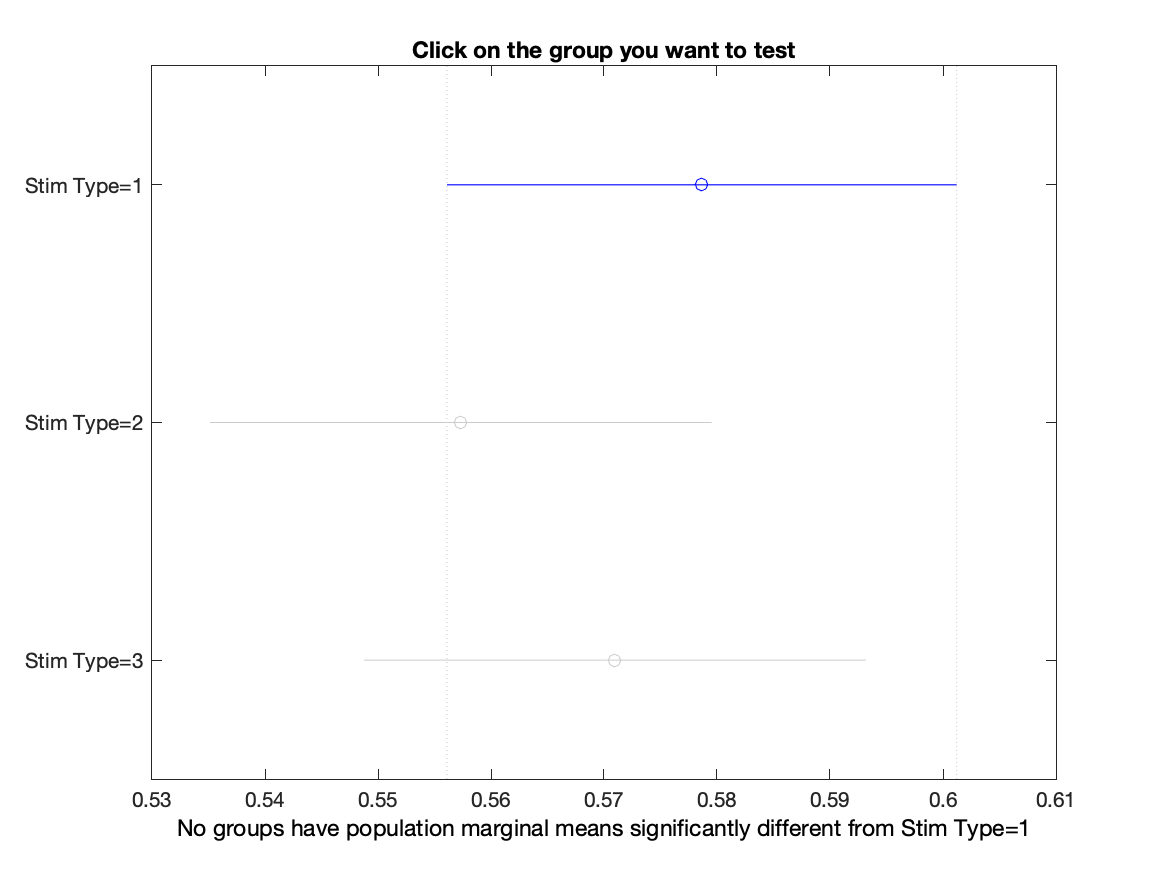 Click on the group you want to test
Stim Type=1
Stim Type=2
Stim Type=3
0.53 0.54 0.55 0.56 0.57 0.58 0.59 0.6 0.61
No groups have population marginal means significantly different from Stim Type=1